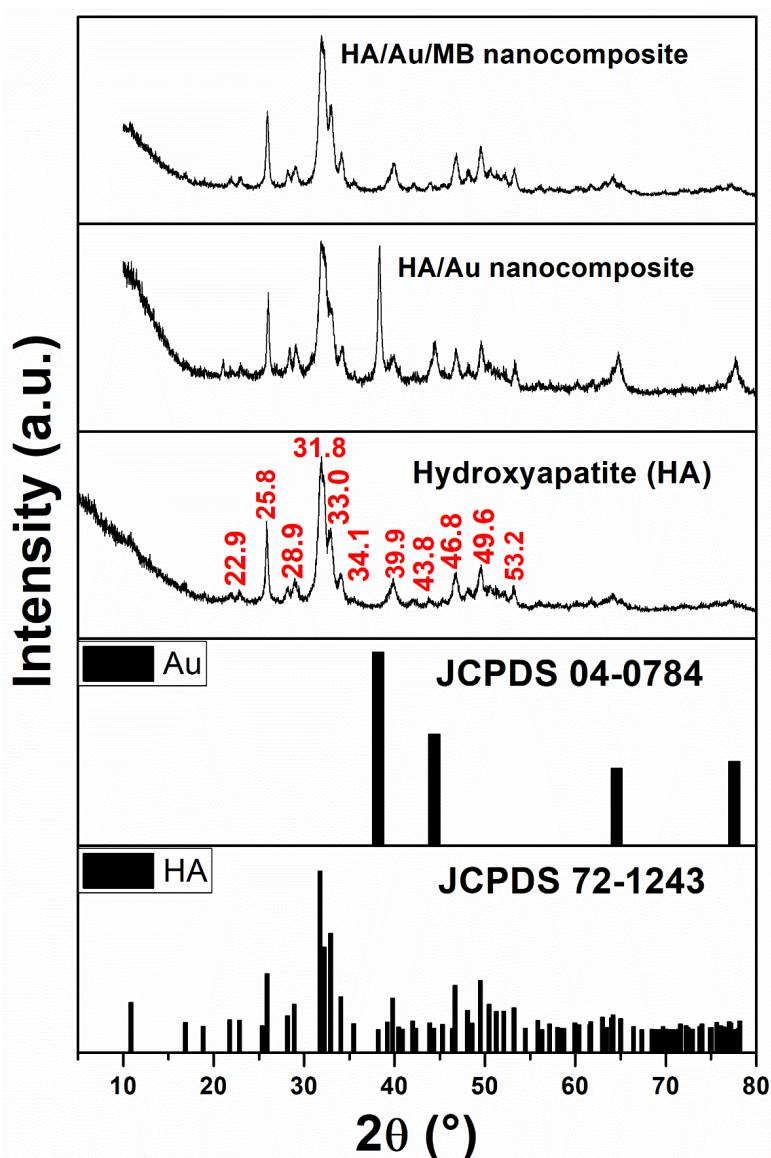 HA/Au/MB nanocomposite
HA/Au nanocomposite
Hydroxyapatite (HA)
22.9
25.8
28.9
31.8
33.0
34.1
39.9
43.8
46.8
49.6
53.2
Au
JCPDS 04-0784
HA
JCPDS 72-1243
Intensity (a.u.)
10 20 30 40 50 60 70 80
2θ (°)